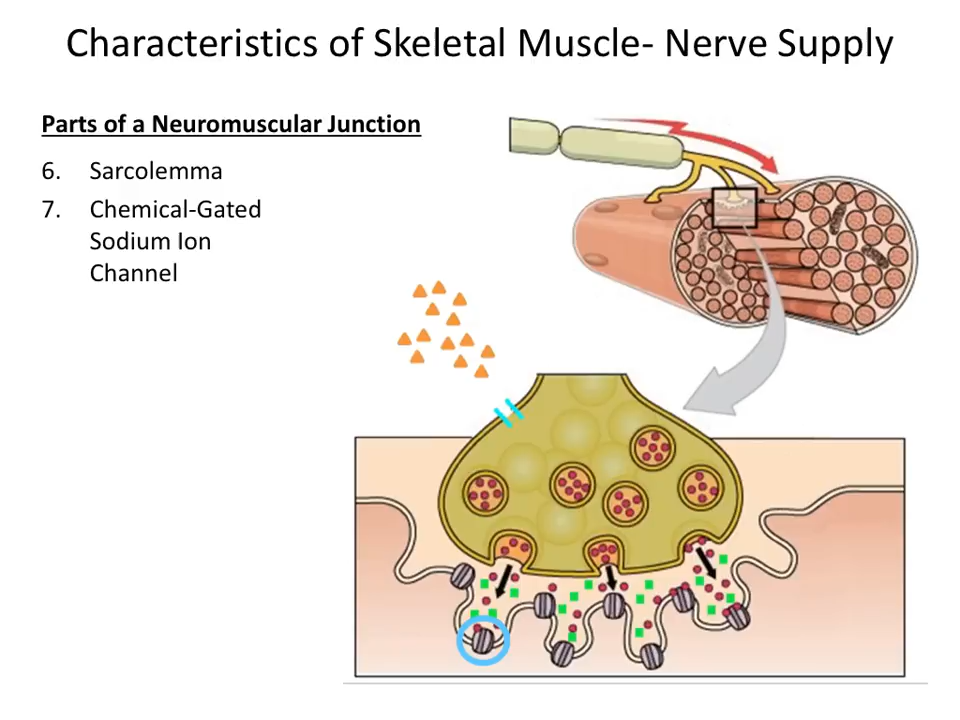 Characteristics of Skeletal Muscle- Nerve Supply
Parts of a Neuromuscular Junction
6. Sarcolemma
7. Chemical-Gated
Sodium Ion
Channel